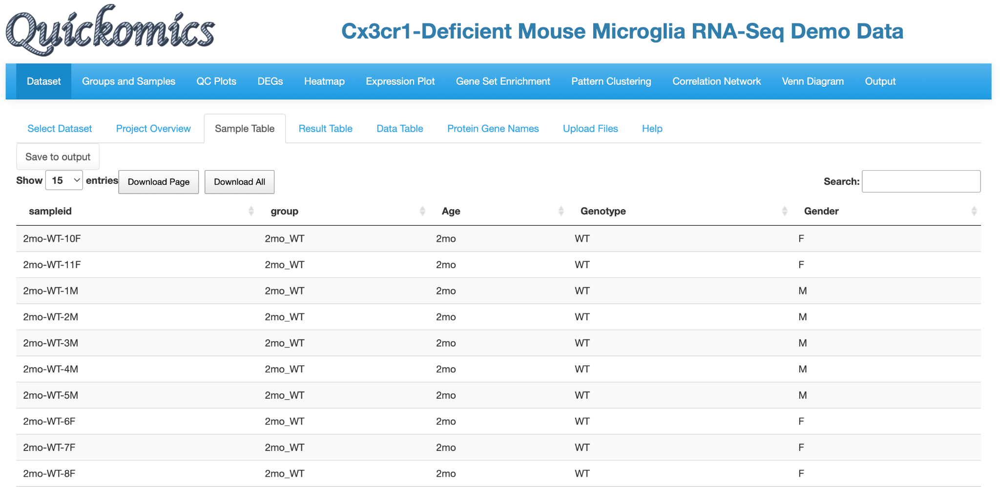 Quickomics
Cx3cr1-Deficient Mouse Microglia RNA-Seq Demo Data
Dataset Groups and Samples QC Plots DEGs Heatmap Expression Plot Gene Set Enrichment Pattern Clustering Correlation Network Venn Diagram Output
Select Dataset Project Overview Sample Table Result Table Data Table Protein Gene Names Upload Files Help
Save to output
Show 15 entries Download Page Download All Search:
sampleid group Age Genotype Gender
2mo-WT-10F 2mo_WT 2mo WT F
2mo-WT-11F 2mo_WT 2mo WT F
2mo-WT-1M 2mo_WT 2mo WT M
2mo-WT-2M 2mo_WT 2mo WT M
2mo-WT-3M 2mo_WT 2mo WT M
2mo-WT-4M 2mo_WT 2mo WT M
2mo-WT-5M 2mo_WT 2mo WT M
2mo-WT-6F 2mo_WT 2mo WT F
2mo-WT-7F 2mo_WT 2mo WT F
2mo-WT-8F 2mo_WT 2mo WT F